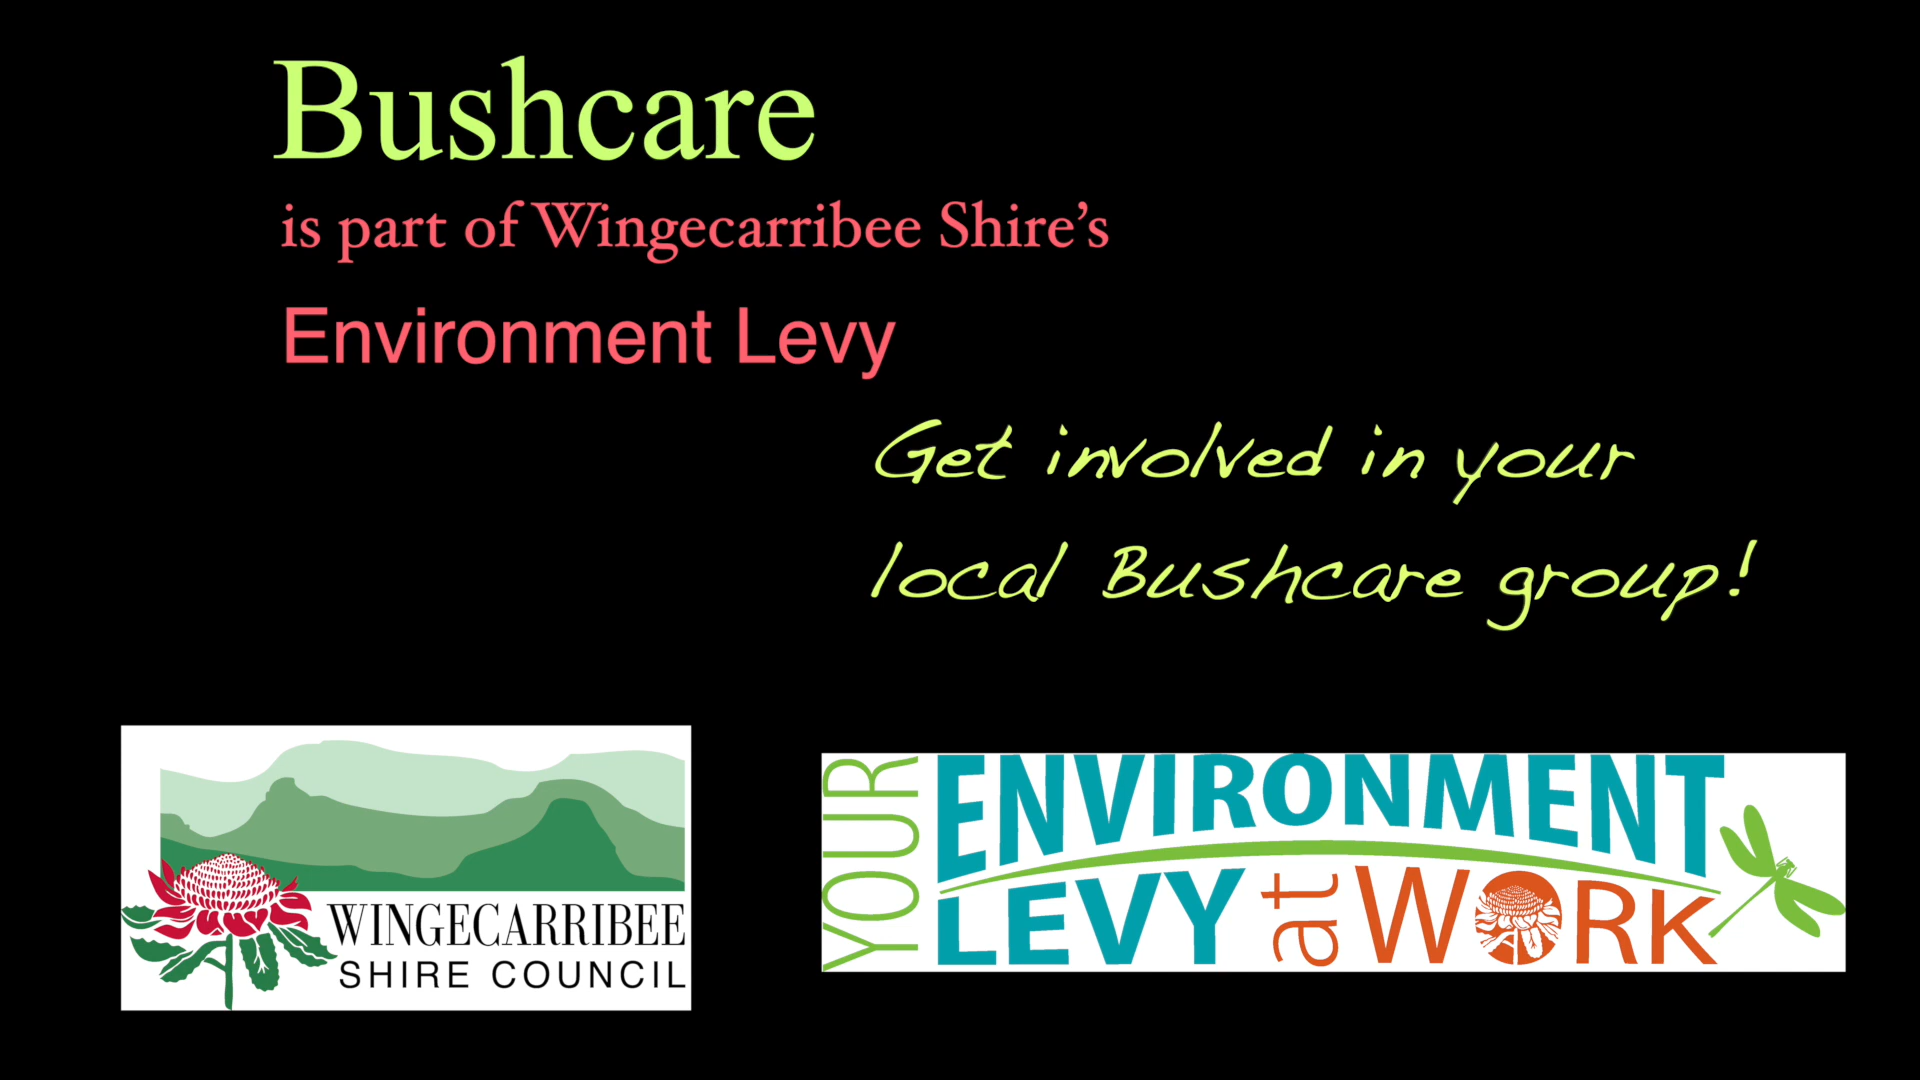 Bushcare
is part of Wingecarribee Shire's
Environment Levy
Get involved in your
local Bushcare group!
WINGECARRIBEE
SHIRE COUNCIL
YOUR
ENVIRONMENT
LEVY at WORK